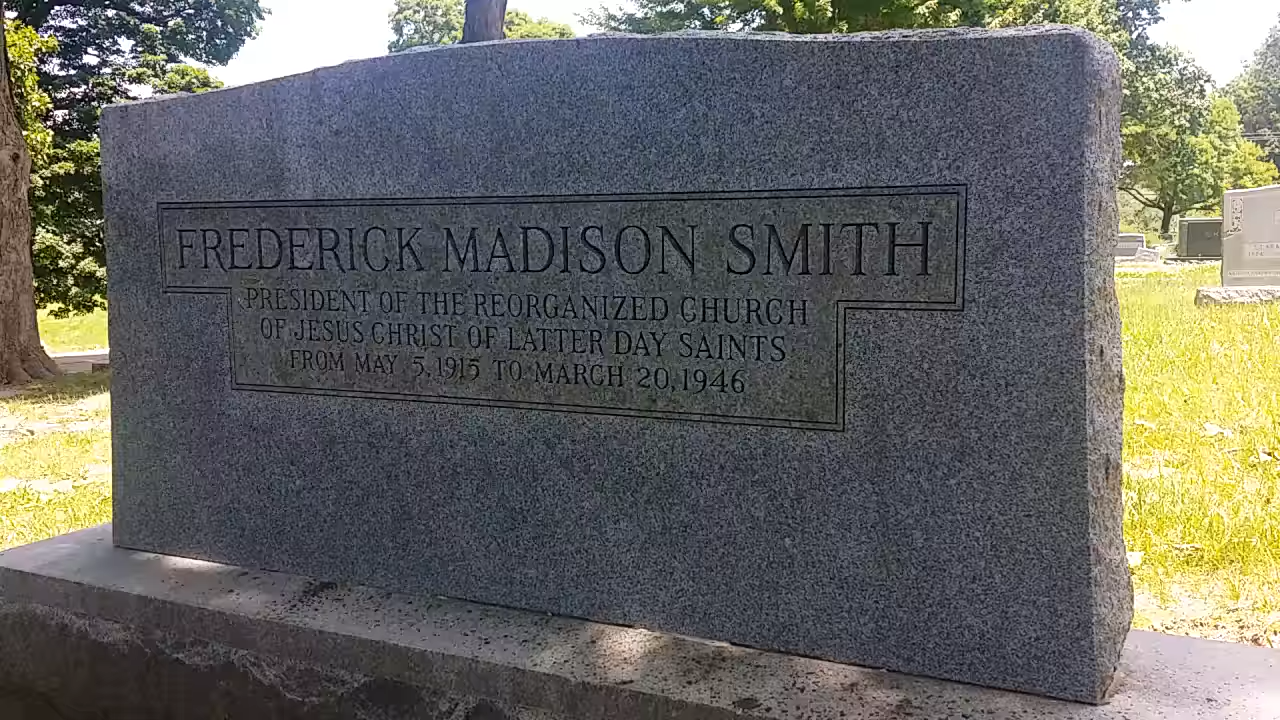 FREDERICK MADISON SMITH
PRESIDENT OF THE REORGANIZED CHURCH
OF JESUS CHRIST OF LATTER DAY SAINTS
FROM MAY 5, 1915 TO MARCH 20, 1946